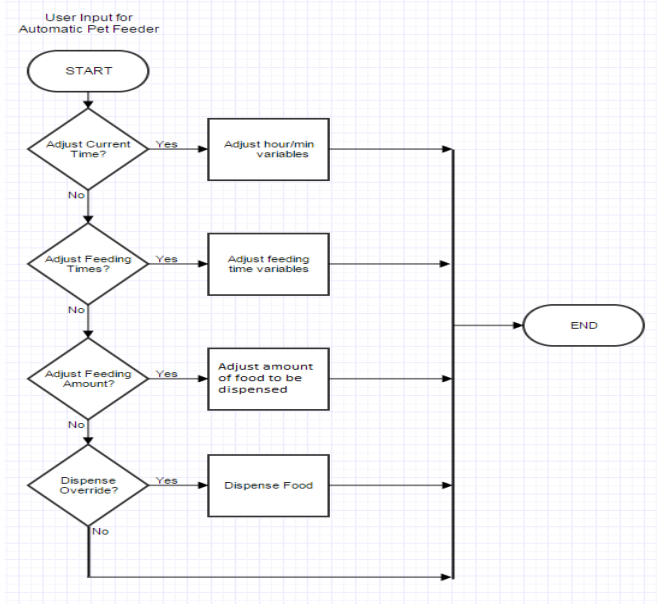 User Input for
Automatic Pet Feeder
START
Adjust Current
Time?
Yes
Adjust hour/min
variables
No
Adjust Feeding
Times?
Yes
Adjust feeding
time variables
No
END
Adjust Feeding
Amount?
Yes
Adjust amount
of food to be
dispensed
No
Dispense
Override?
Yes
Dispense Food
No